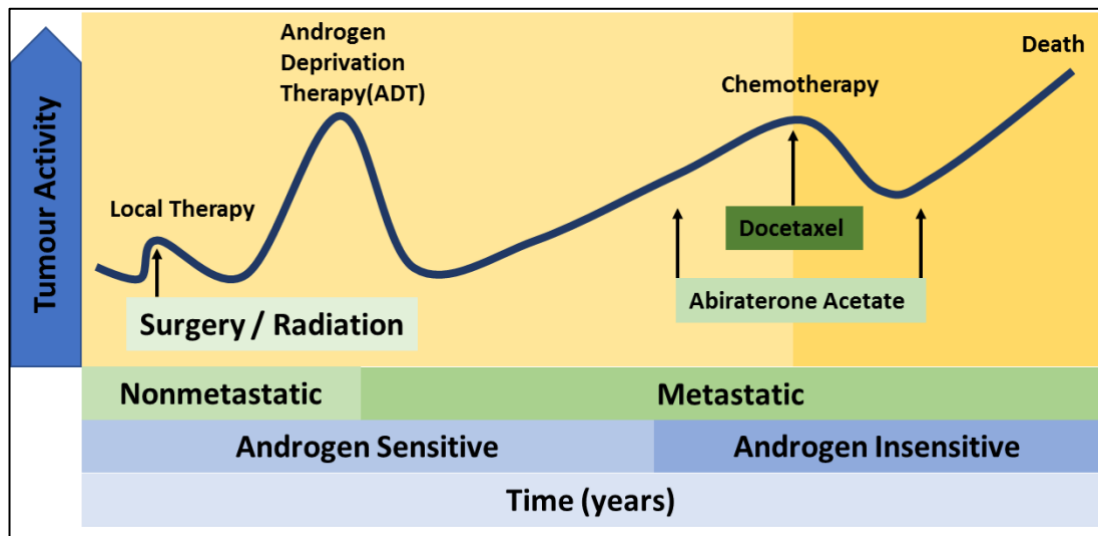 Tumour Activity
Androgen
Deprivation
Therapy(ADT)
Death
Chemotherapy
Local Therapy
Docetaxel
Surgery / Radiation
Abiraterone Acetate
Nonmetastatic
Metastatic
Androgen Sensitive
Androgen Insensitive
Time (years)